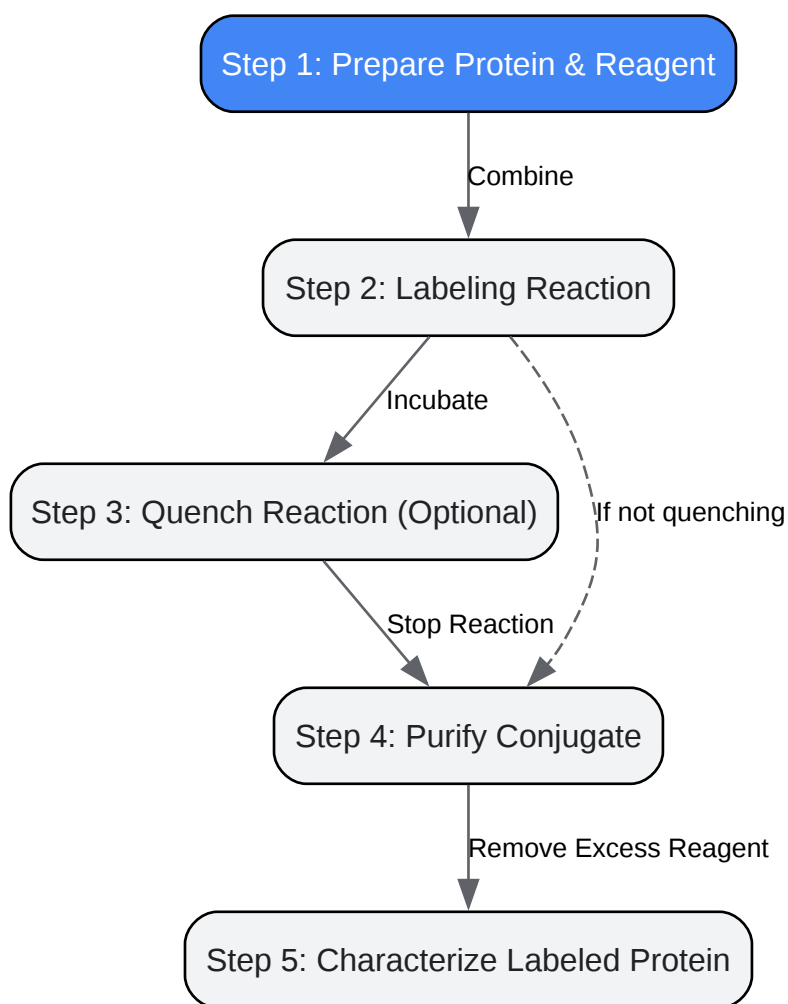 Step 1: Prepare Protein & Reagent
Combine
Step 2: Labeling Reaction
Incubate
Step 3: Quench Reaction (Optional)
If not quenching
Stop Reaction
Step 4: Purify Conjugate
Remove Excess Reagent
Step 5: Characterize Labeled Protein